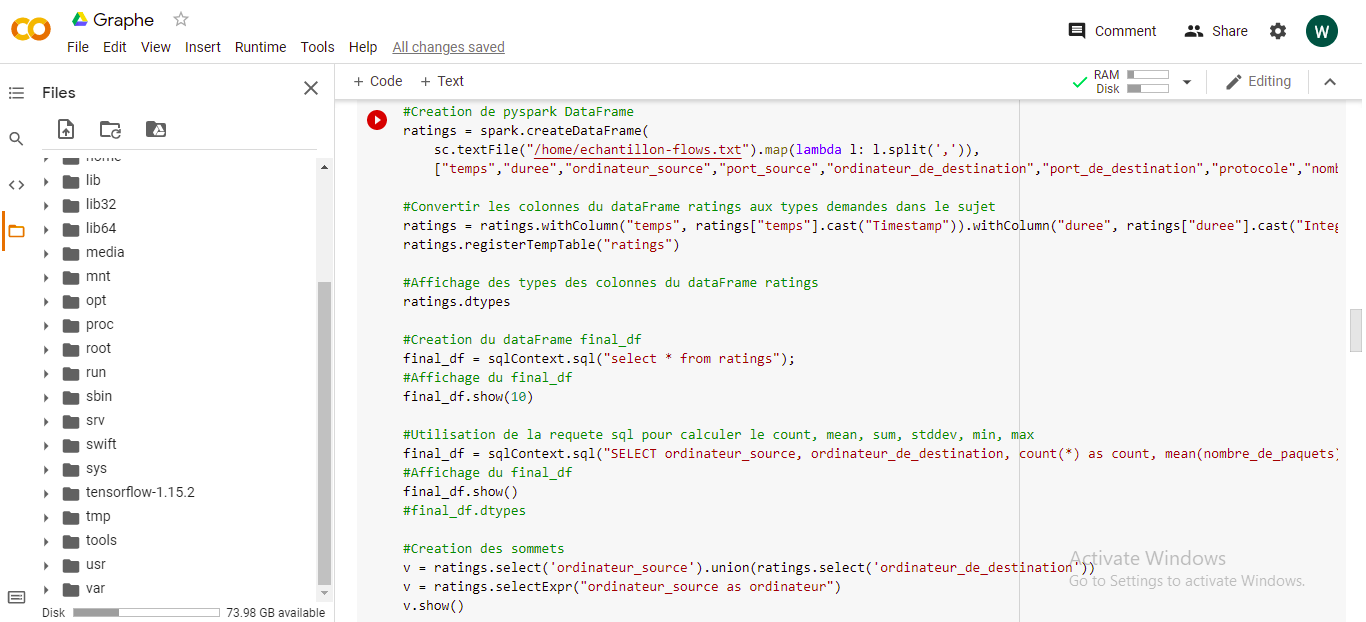 Graphe
File Edit View Insert Runtime Tools Help All changes saved
Comment Share W
Files
+ Code + Text
RAM
Disk
Editing
home
lib
lib32
lib64
media
mnt
opt
proc
root
run
sbin
srv
swift
sys
tensorflow-1.15.2
tmp
tools
usr
var
Disk 73.98 GB available
#Creation de pyspark DataFrame
ratings = spark.createDataFrame(
    sc.textFile("/home/echantillon-flows.txt").map(lambda l: l.split(',')),
    ["temps","duree","ordinateur_source","port_source","ordinateur_de_destination","port_de_destination","protocole","nomb
#Convertir les colonnes du dataFrame ratings aux types demandes dans le sujet
ratings = ratings.withColumn("temps", ratings["temps"].cast("Timestamp")).withColumn("duree", ratings["duree"].cast("Integ
ratings.registerTempTable("ratings")
#Affichage des types des colonnes du dataFrame ratings
ratings.dtypes
#Creation du dataFrame final_df
final_df = sqlContext.sql("select * from ratings");
#Affichage du final_df
final_df.show(10)
#Utilisation de la requete sql pour calculer le count, mean, sum, stddev, min, max
final_df = sqlContext.sql("SELECT ordinateur_source, ordinateur_de_destination, count(*) as count, mean(nombre_de_paquets)
#Affichage du final_df
final_df.show()
#final_df.dtypes
#Creation des sommets
v = ratings.select('ordinateur_source').union(ratings.select('ordinateur_de_destination'))
v = ratings.selectExpr("ordinateur_source as ordinateur")
v.show()
Activate Windows
Go to Settings to activate Windows.